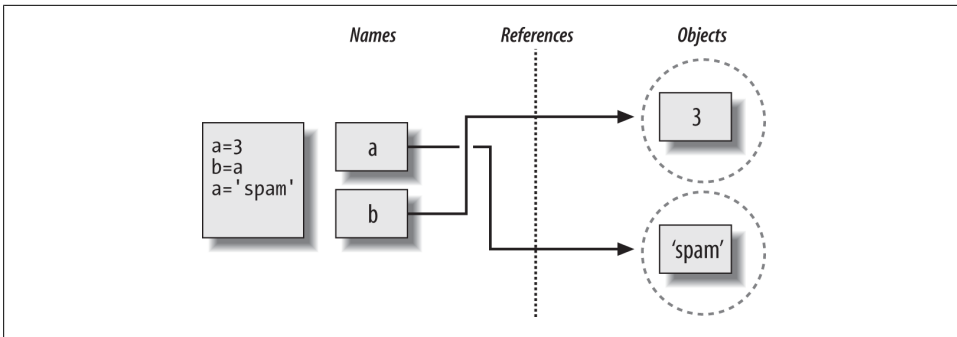 Names References Objects
a=3
b=a
a='spam'
a
b
3
‘spam’